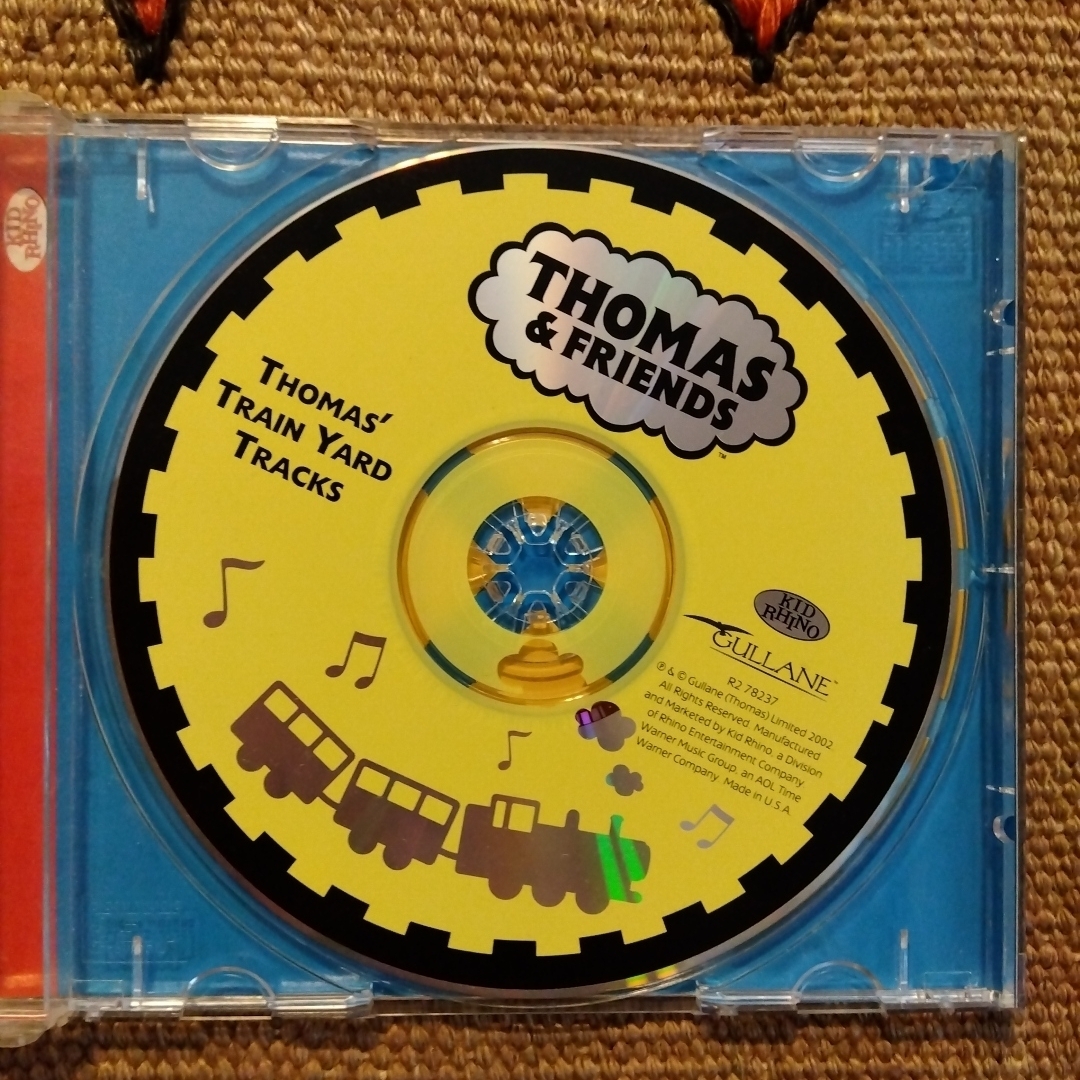 KID
RHINO
THOMAS
& FRIENDS
™
THOMAS'
TRAIN YARD
TRACKS
KID
RHINO
GULLANE™
R2 78237
℗ & © Gullane (Thomas) Limited 2002
All Rights Reserved. Manufactured
and Marketed by Kid Rhino, a Division
of Rhino Entertainment Company.
Warner Music Group, an AOL Time
Warner Company. Made in U.S.A.